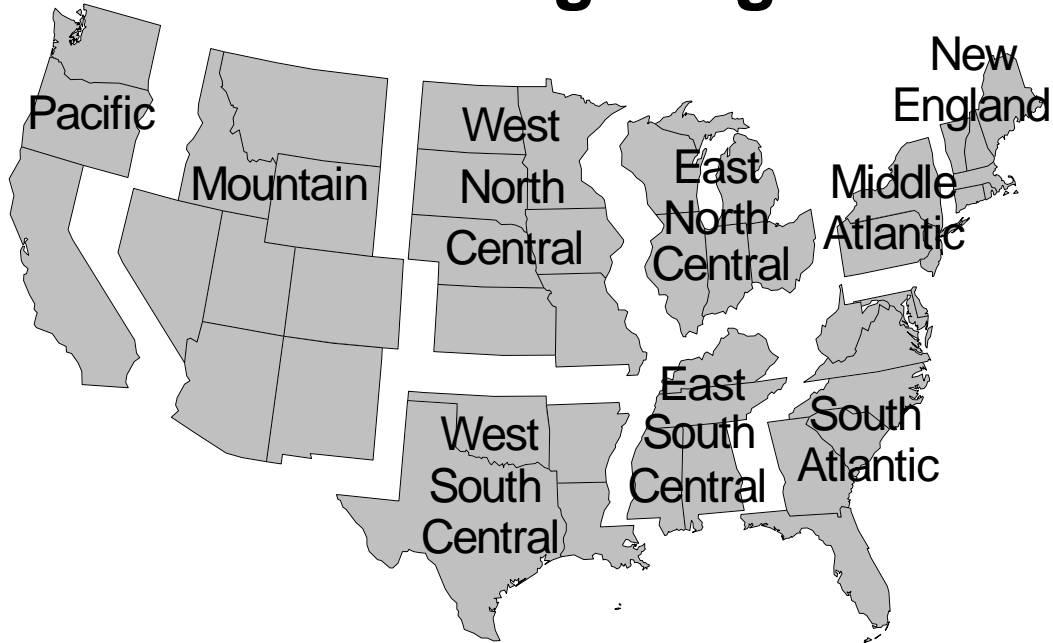 New
England
Pacific
West
North
Central
East
North
Central
Middle
Atlantic
Mountain
East
South
Central
South
Atlantic
West
South
Central